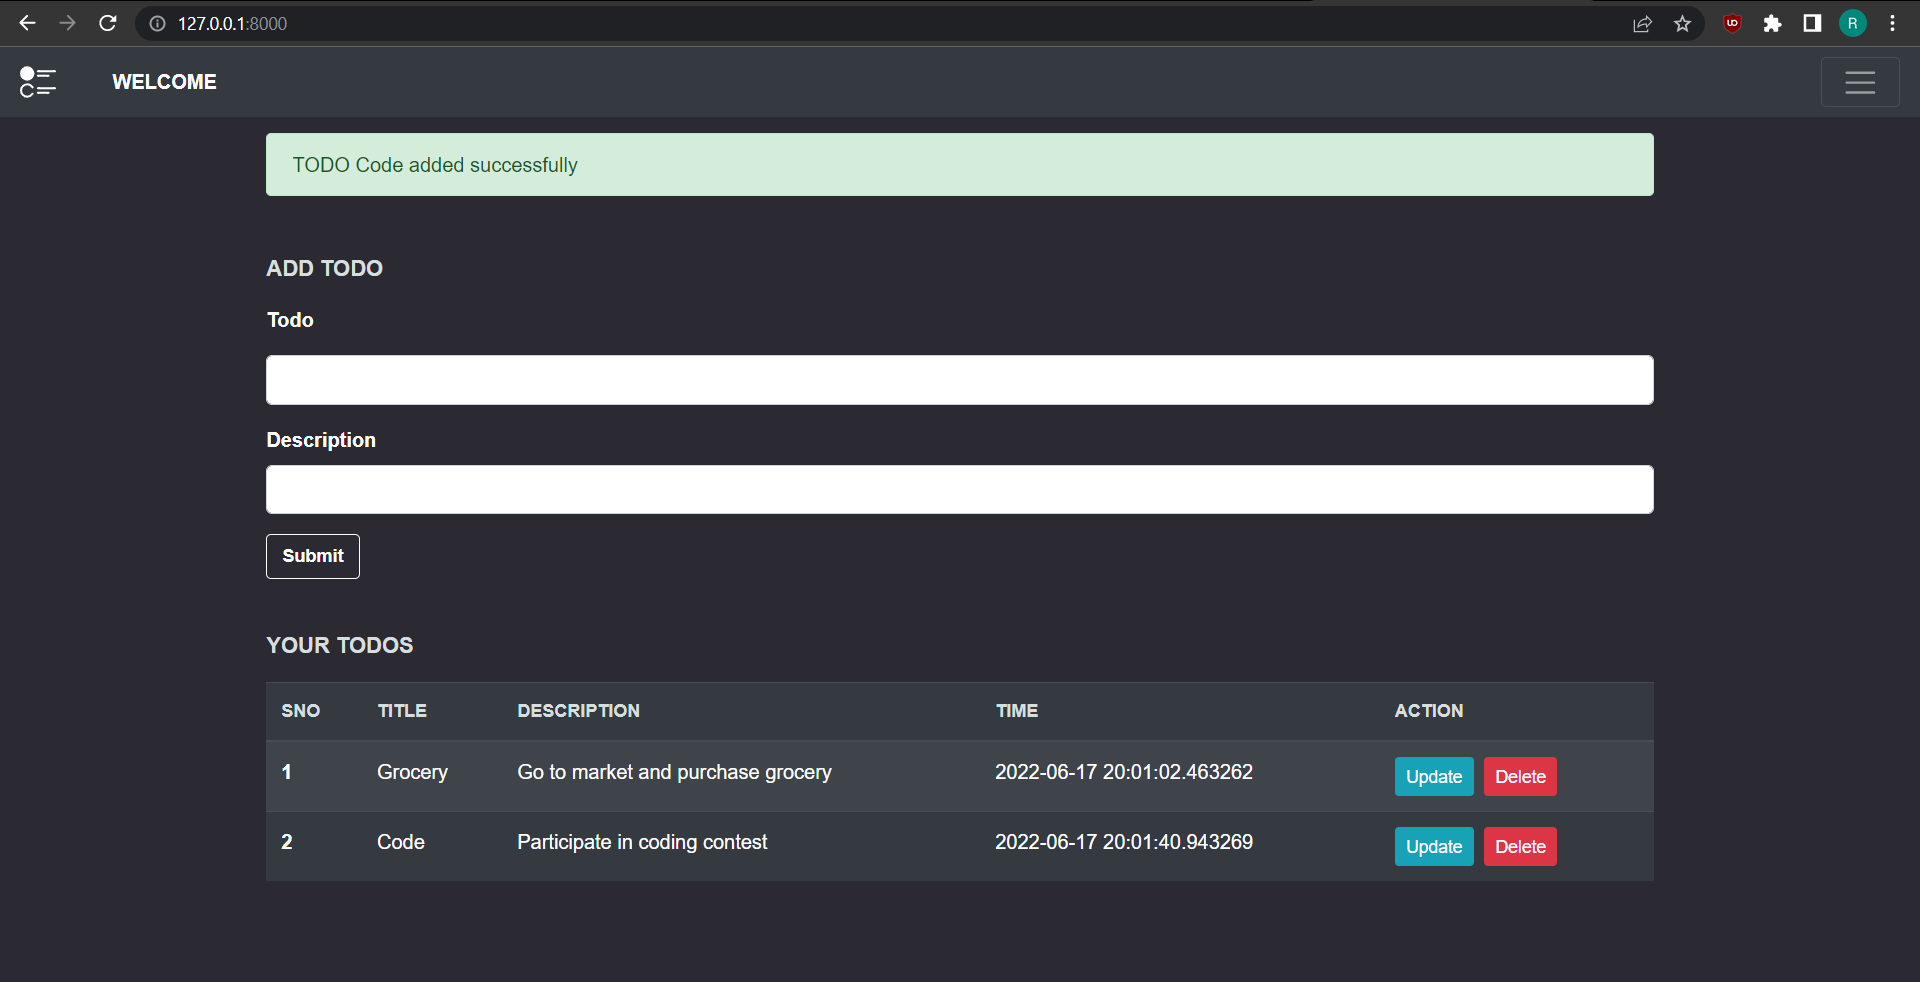 127.0.0.1:8000
R
WELCOME
TODO Code added successfully
ADD TODO
Todo
Description
Submit
YOUR TODOS
SNO TITLE DESCRIPTION TIME ACTION
1 Grocery Go to market and purchase grocery 2022-06-17 20:01:02.463262 Update Delete
2 Code Participate in coding contest 2022-06-17 20:01:40.943269 Update Delete